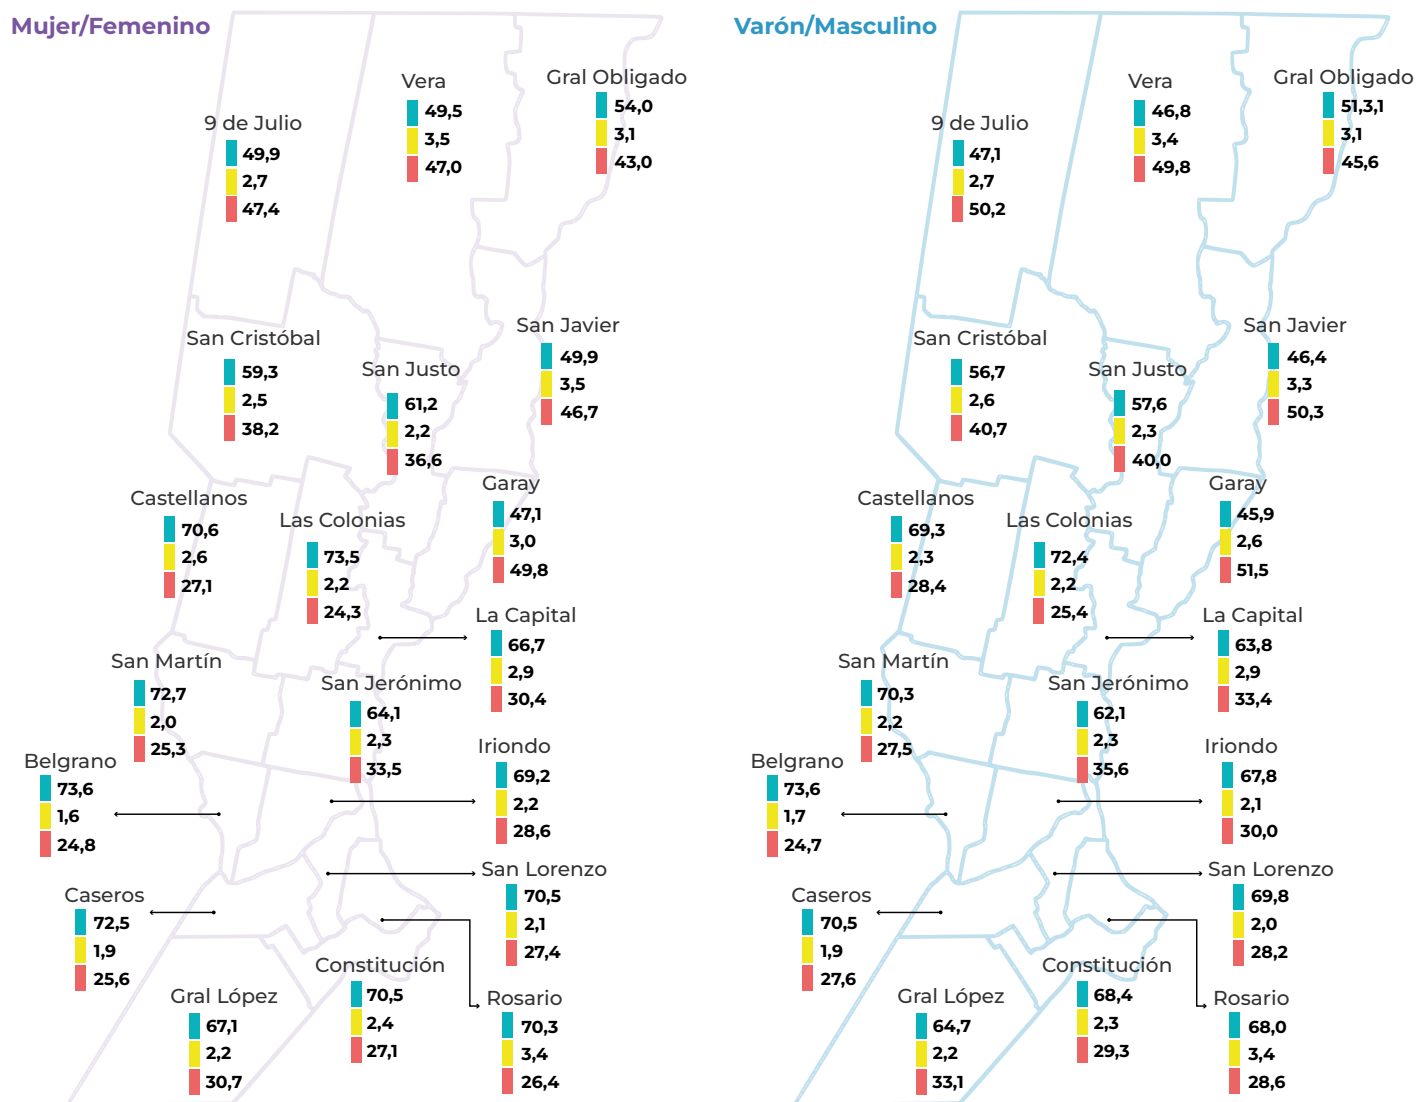 Mujer/Femenino
Vera
49,5
3,5
47,0
Gral Obligado
54,0
3,1
43,0
9 de Julio
49,9
2,7
47,4
San Cristóbal
59,3
2,5
38,2
San Justo
61,2
2,2
36,6
San Javier
49,9
3,5
46,7
Castellanos
70,6
2,6
27,1
Las Colonias
73,5
2,2
24,3
Garay
47,1
3,0
49,8
La Capital
66,7
2,9
30,4
San Martín
72,7
2,0
25,3
San Jerónimo
64,1
2,3
33,5
Belgrano
73,6
1,6
24,8
Iriondo
69,2
2,2
28,6
San Lorenzo
70,5
2,1
27,4
Caseros
72,5
1,9
25,6
Constitución
70,5
2,4
27,1
Gral López
67,1
2,2
30,7
Rosario
70,3
3,4
26,4
Varón/Masculino
Vera
46,8
3,4
49,8
Gral Obligado
51,3,1
3,1
45,6
9 de Julio
47,1
2,7
50,2
San Cristóbal
56,7
2,6
40,7
San Justo
57,6
2,3
40,0
San Javier
46,4
3,3
50,3
Castellanos
69,3
2,3
28,4
Las Colonias
72,4
2,2
25,4
Garay
45,9
2,6
51,5
La Capital
63,8
2,9
33,4
San Martín
70,3
2,2
27,5
San Jerónimo
62,1
2,3
35,6
Belgrano
73,6
1,7
24,7
Iriondo
67,8
2,1
30,0
San Lorenzo
69,8
2,0
28,2
Caseros
70,5
1,9
27,6
Constitución
68,4
2,3
29,3
Gral López
64,7
2,2
33,1
Rosario
68,0
3,4
28,6